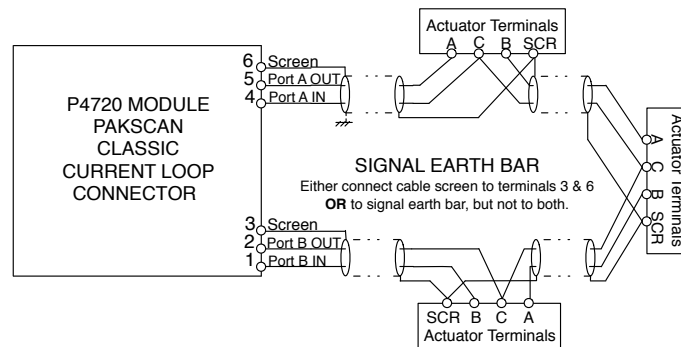 Actuator Terminals
A C B SCR
6 Screen
5 Port A OUT
4 Port A IN
P4720 MODULE
PAKSCAN
CLASSIC
CURRENT LOOP
CONNECTOR
SIGNAL EARTH BAR
Either connect cable screen to terminals 3 & 6
OR to signal earth bar, but not to both.
A
C
B
SCR
Actuator Terminals
3 Screen
2 Port B OUT
1 Port B IN
SCR B C A
Actuator Terminals